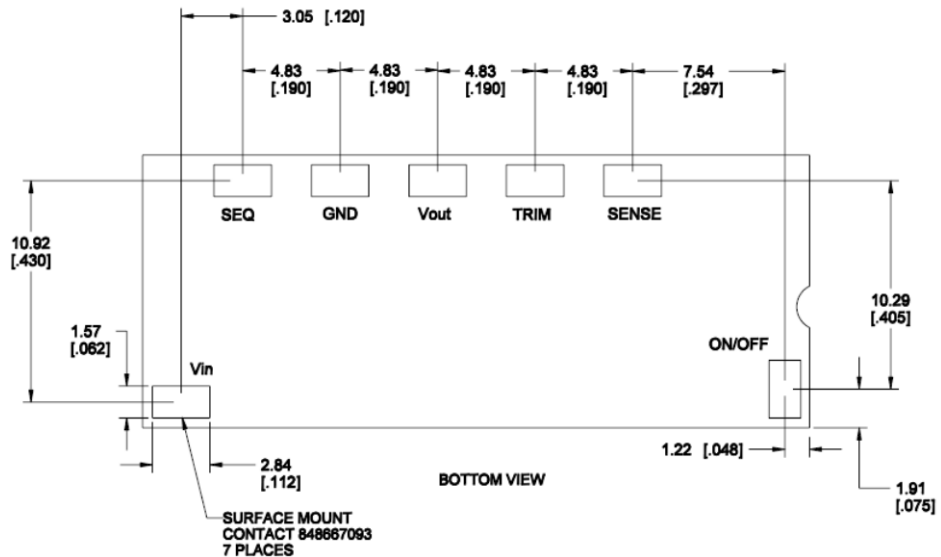 3.05 [.120]
4.83 4.83 4.83 4.83 7.54
[.190] [.190] [.190] [.190] [.297]
SEQ GND Vout TRIM SENSE
10.92
[.430]
10.29
[.405]
1.57
[.062]
Vin
ON/OFF
1.22 [.048]
2.84
[.112]
BOTTOM VIEW
1.91
[.075]
SURFACE MOUNT
CONTACT 848667093
7 PLACES